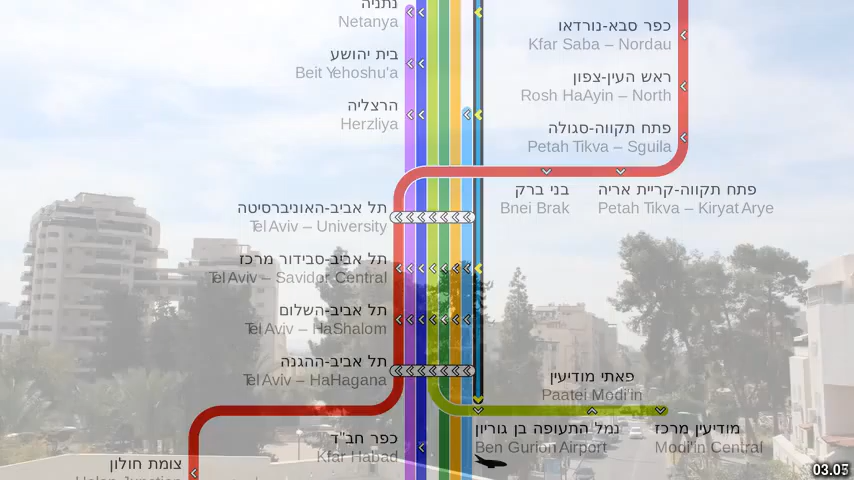 נתניה
Netanya
בית יהושע
Beit Yehoshu'a
הרצליה
Herzliya
כפר סבא-נורדאו
Kfar Saba – Nordau
ראש העין-צפון
Rosh HaAyin – North
פתח תקווה-סגולה
Petah Tikva – Sguila
בני ברק
Bnei Brak
פתח תקווה-קריית אריה
Petah Tikva – Kiryat Arye
תל אביב-האוניברסיטה
Tel Aviv – University
תל אביב-סבידור מרכז
Tel Aviv – Savidor Central
תל אביב-השלום
Tel Aviv – HaShalom
תל אביב-ההגנה
Tel Aviv – HaHagana
פאתי מודיעין
Paatei Modi'in
נמל התעופה בן גוריון
Ben Gurion Airport
מודיעין מרכז
Modi'in Central
כפר חב"ד
Kfar Habad
צומת חולון
Holon Junction